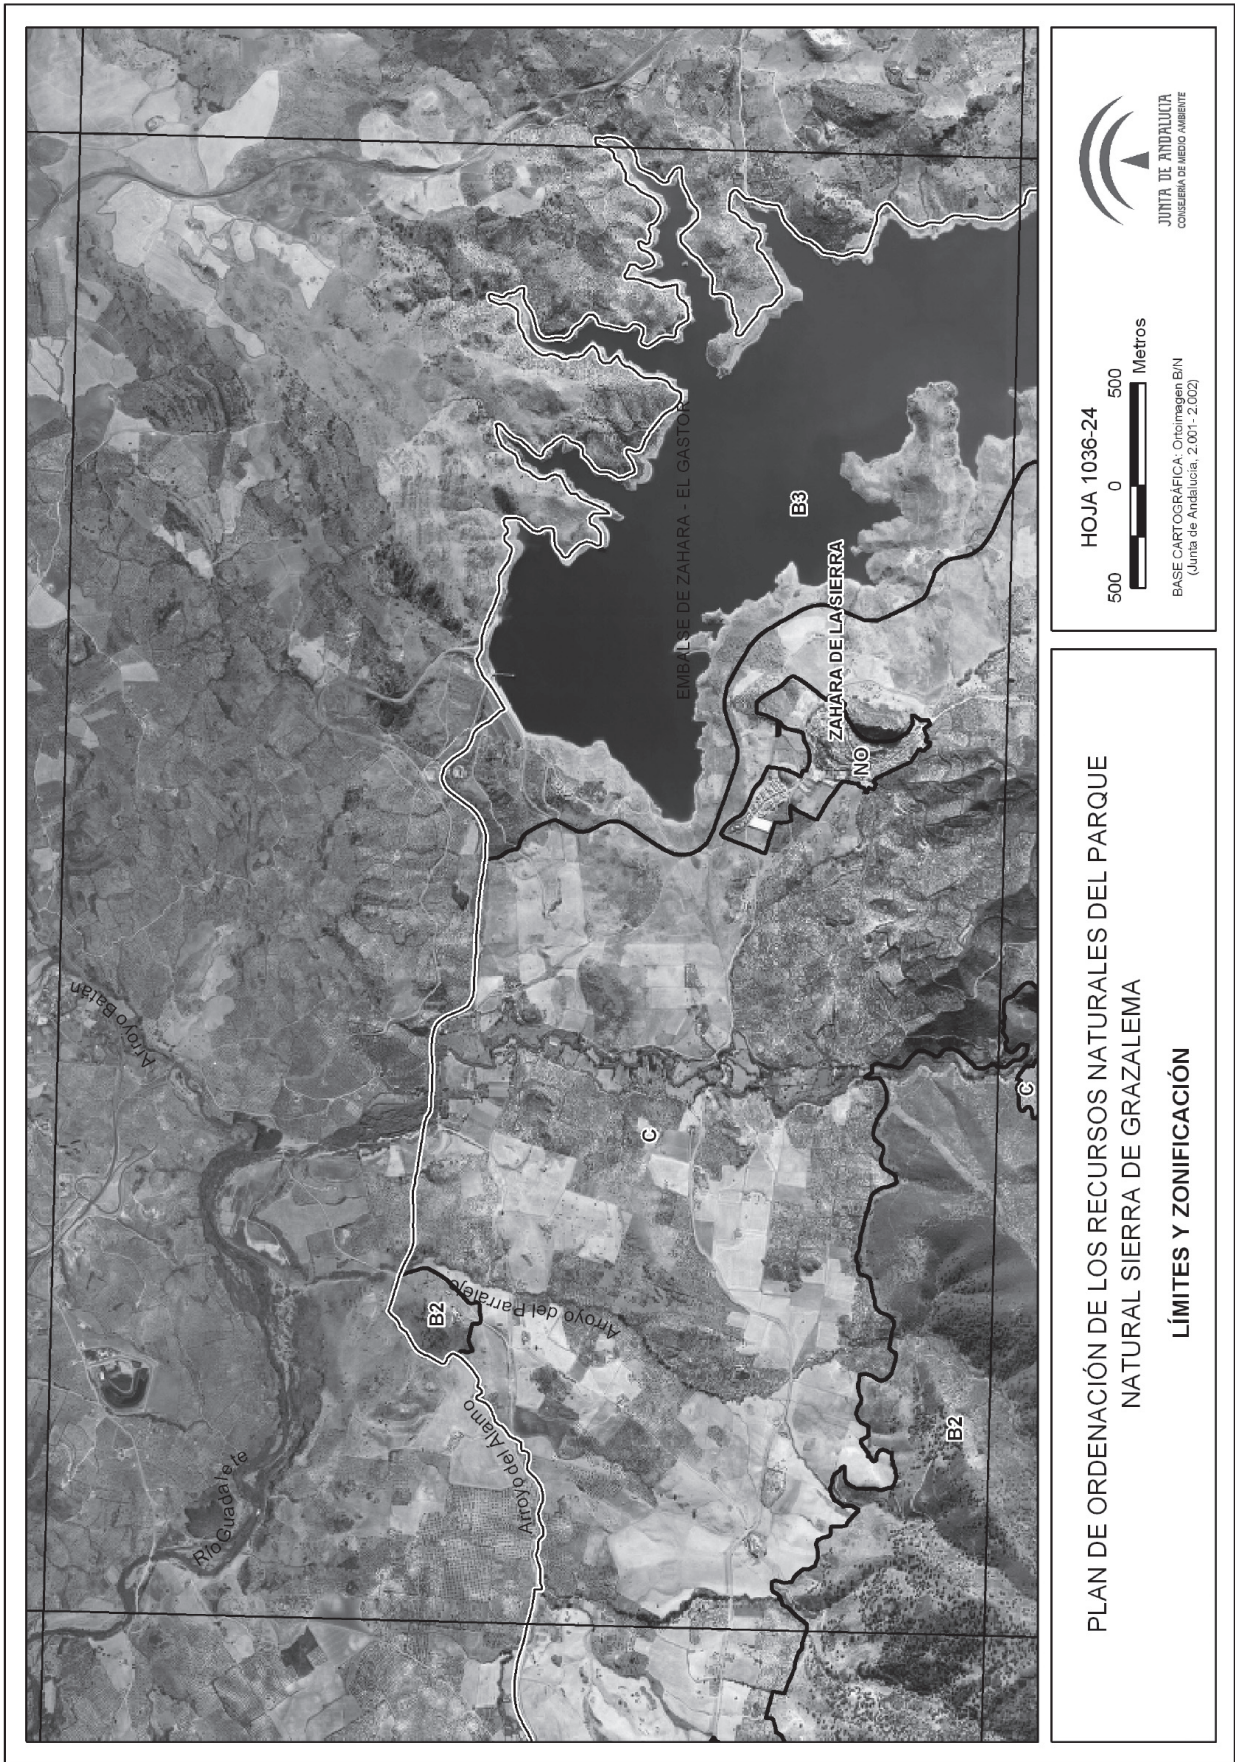 Arroyo Batán
Río Guadalete
Arroyo del Álamo
B2
Arroyo del Parralejo
C
EMBALSE DE ZAHARA - EL GASTOR
B3
ZAHARA DE LA SIERRA
NO
B2
C
PLAN DE ORDENACIÓN DE LOS RECURSOS NATURALES DEL PARQUE
NATURAL SIERRA DE GRAZALEMA
LÍMITES Y ZONIFICACIÓN
HOJA 1036-24
500 0 500
Metros
BASE CARTOGRÁFICA: Ortoimagen B/N
(Junta de Andalucía, 2.001- 2.002)
JUNTA DE ANDALUCIA
CONSEJERÍA DE MEDIO AMBIENTE